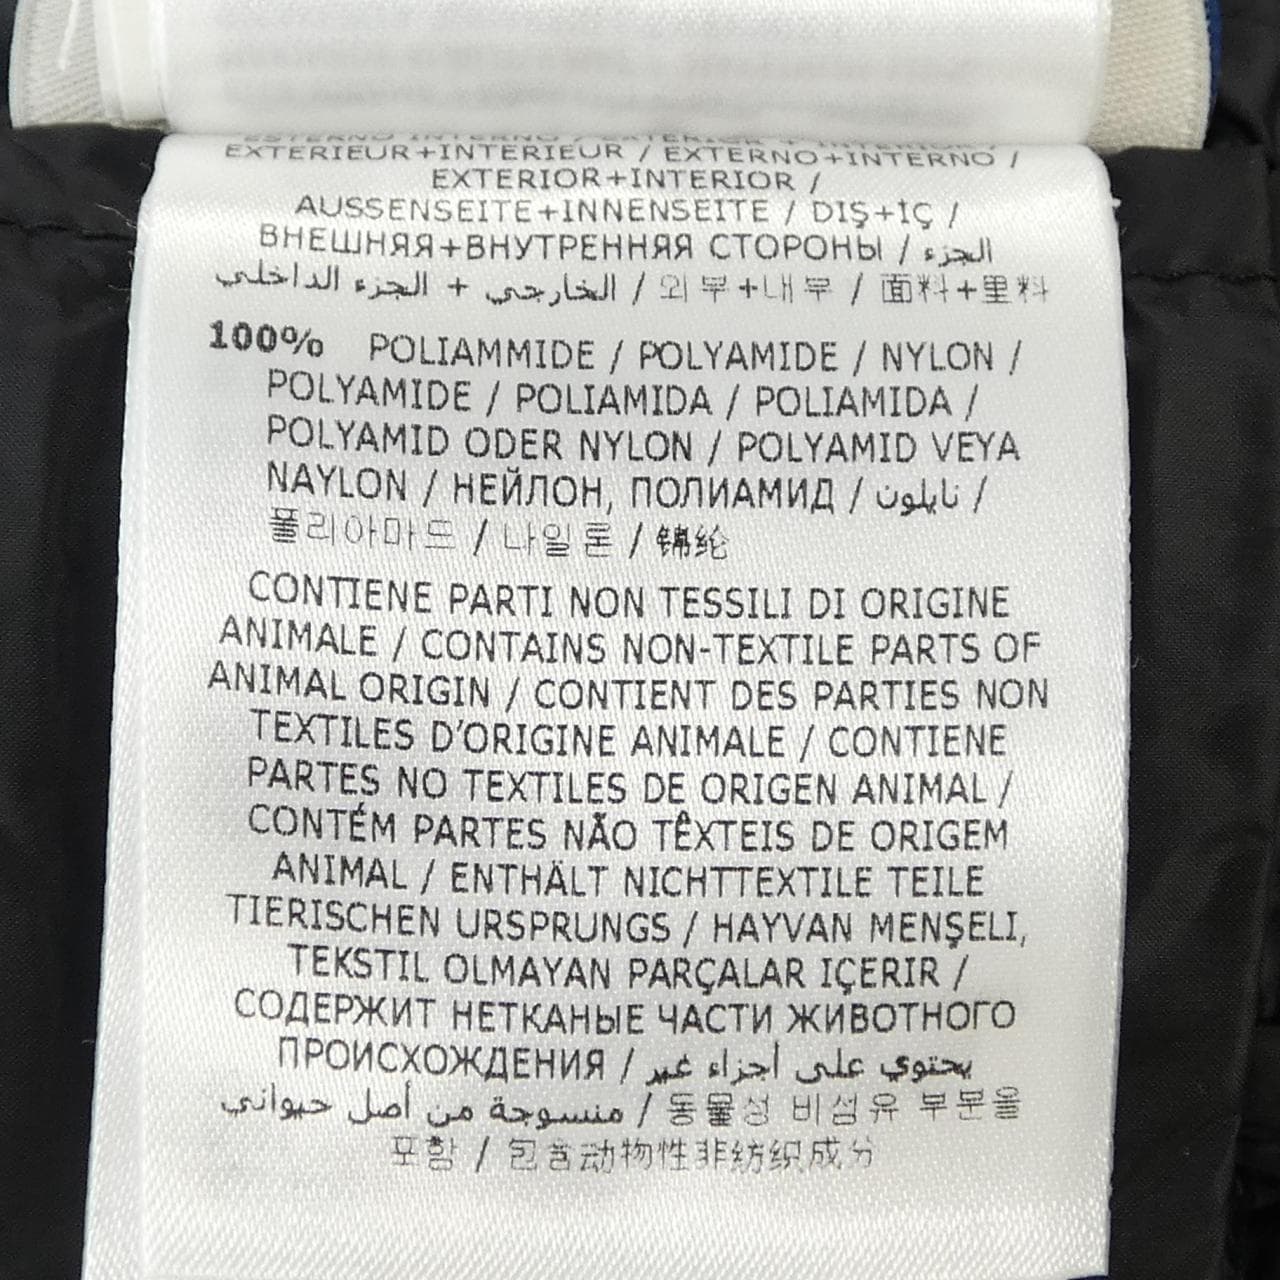 ESTERNO+INTERNO / EXTERIOR + INTERIOR /
EXTERIEUR+INTERIEUR / EXTERNO+INTERNO /
EXTERIOR+INTERIOR /
AUSSENSEITE+INNENSEITE / DIŞ+İÇ /
ВНЕШНЯЯ+ВНУТРЕННЯЯ СТОРОНЫ / الجزء
الخارجي + الجزء الداخلي / 외부+내부 / 面料+里料
100% POLIAMMIDE / POLYAMIDE / NYLON /
POLYAMIDE / POLIAMIDA / POLIAMIDA /
POLYAMID ODER NYLON / POLYAMID VEYA
NAYLON / НЕЙЛОН, ПОЛИАМИД / نايلون /
폴리아마드 / 나일론 / 锦纶
CONTIENE PARTI NON TESSILI DI ORIGINE
ANIMALE / CONTAINS NON-TEXTILE PARTS OF
ANIMAL ORIGIN / CONTIENT DES PARTIES NON
TEXTILES D’ORIGINE ANIMALE / CONTIENE
PARTES NO TEXTILES DE ORIGEN ANIMAL /
CONTÉM PARTES NÃO TÊXTEIS DE ORIGEM
ANIMAL / ENTHÄLT NICHTTEXTILE TEILE
TIERISCHEN URSPRUNGS / HAYVAN MENŞELI,
TEKSTIL OLMAYAN PARÇALAR IÇERIR /
СОДЕРЖИТ НЕТКАНЫЕ ЧАСТИ ЖИВОТНОГО
ПРОИСХОЖДЕНИЯ / يحتوي على أجزاء غير
منسوجة من أصل حيواني / 동물성 비섬유 부분을
포함 / 包含动物性非纺织成分